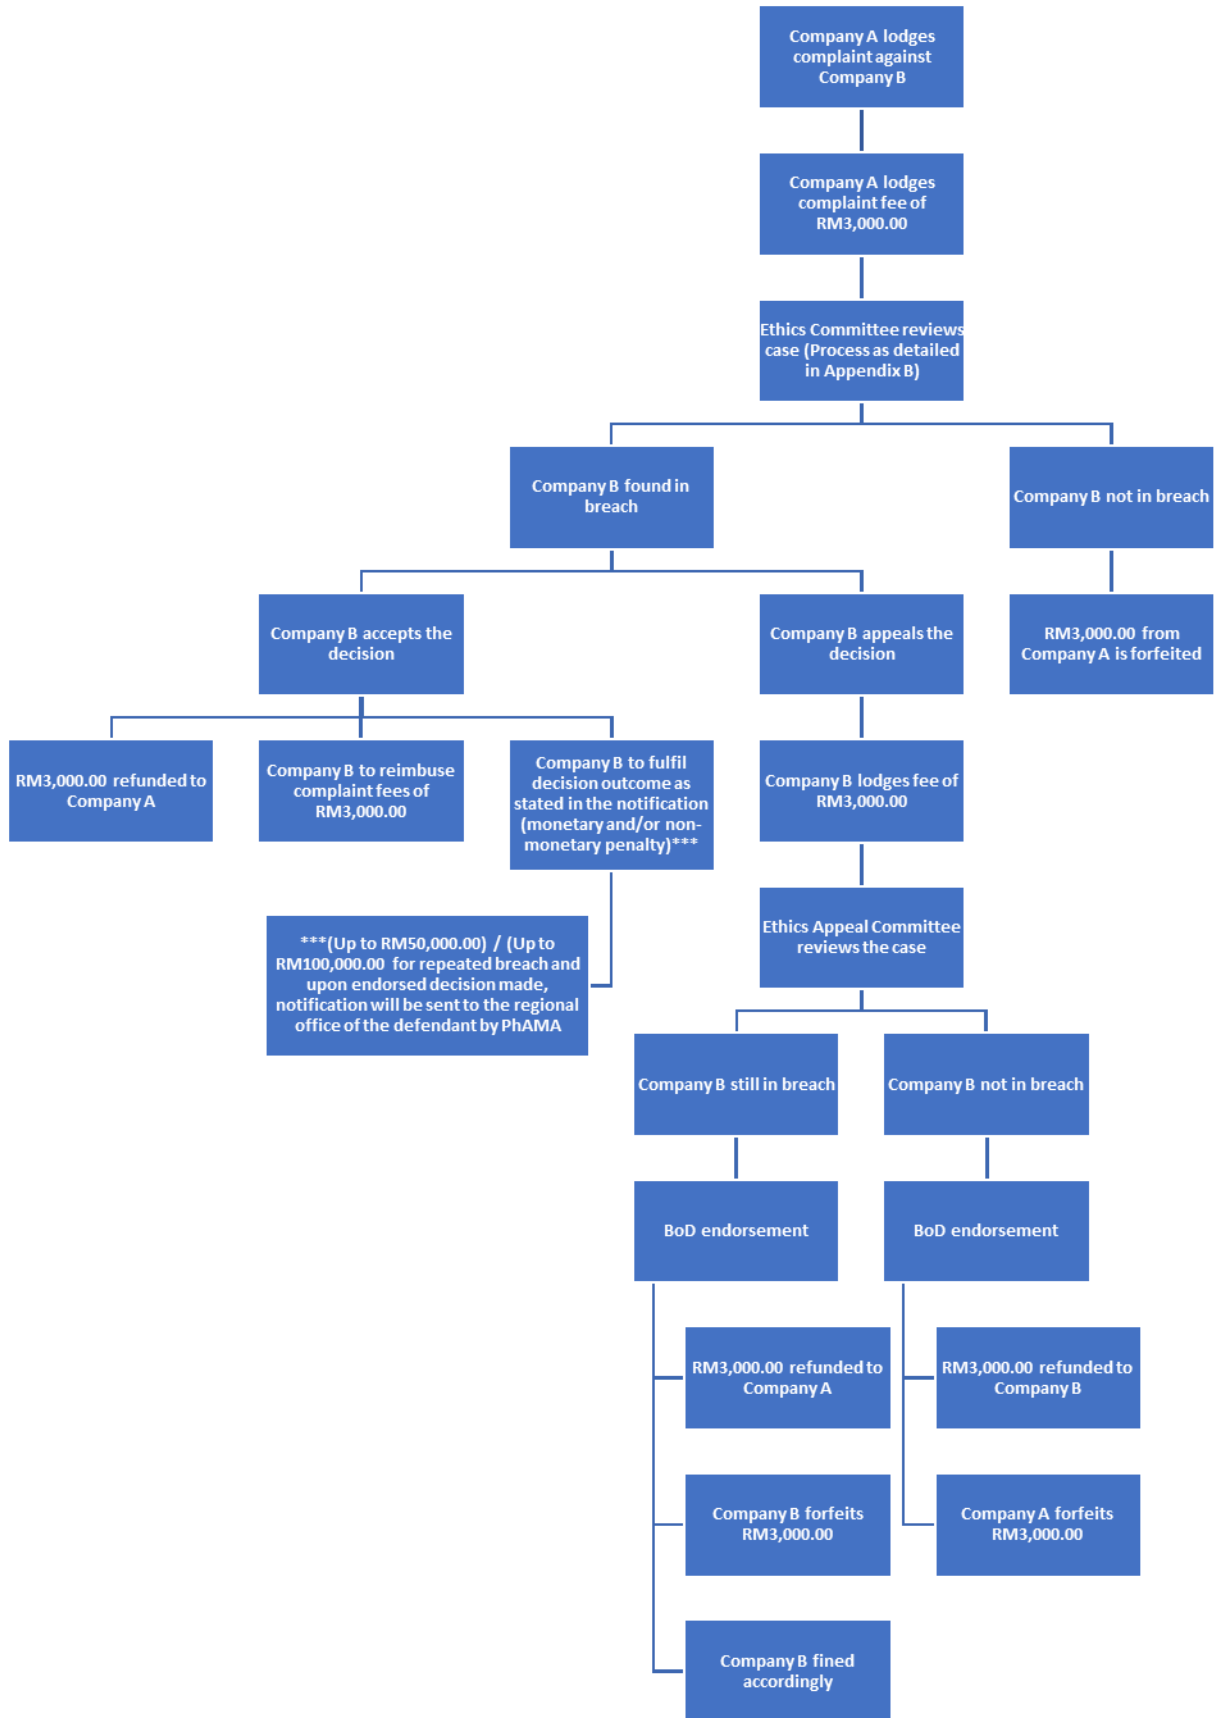 Company A lodges
complaint against
Company B
Company A lodges
complaint fee of
RM3,000.00
Ethics Committee reviews
case (Process as detailed
in Appendix B)
Company B found in
breach
Company B not in breach
Company B accepts the
decision
Company B appeals the
decision
RM3,000.00 from
Company A is forfeited
RM3,000.00 refunded to
Company A
Company B to reimbuse
complaint fees of
RM3,000.00
Company B to fulfil
decision outcome as
stated in the notification
(monetary and/or non-
monetary penalty)***
Company B lodges fee of
RM3,000.00
***(Up to RM50,000.00) / (Up to
RM100,000.00 for repeated breach and
upon endorsed decision made,
notification will be sent to the regional
office of the defendant by PhAMA
Ethics Appeal Committee
reviews the case
Company B still in breach
Company B not in breach
BoD endorsement
BoD endorsement
RM3,000.00 refunded to
Company A
RM3,000.00 refunded to
Company B
Company B forfeits
RM3,000.00
Company A forfeits
RM3,000.00
Company B fined
accordingly